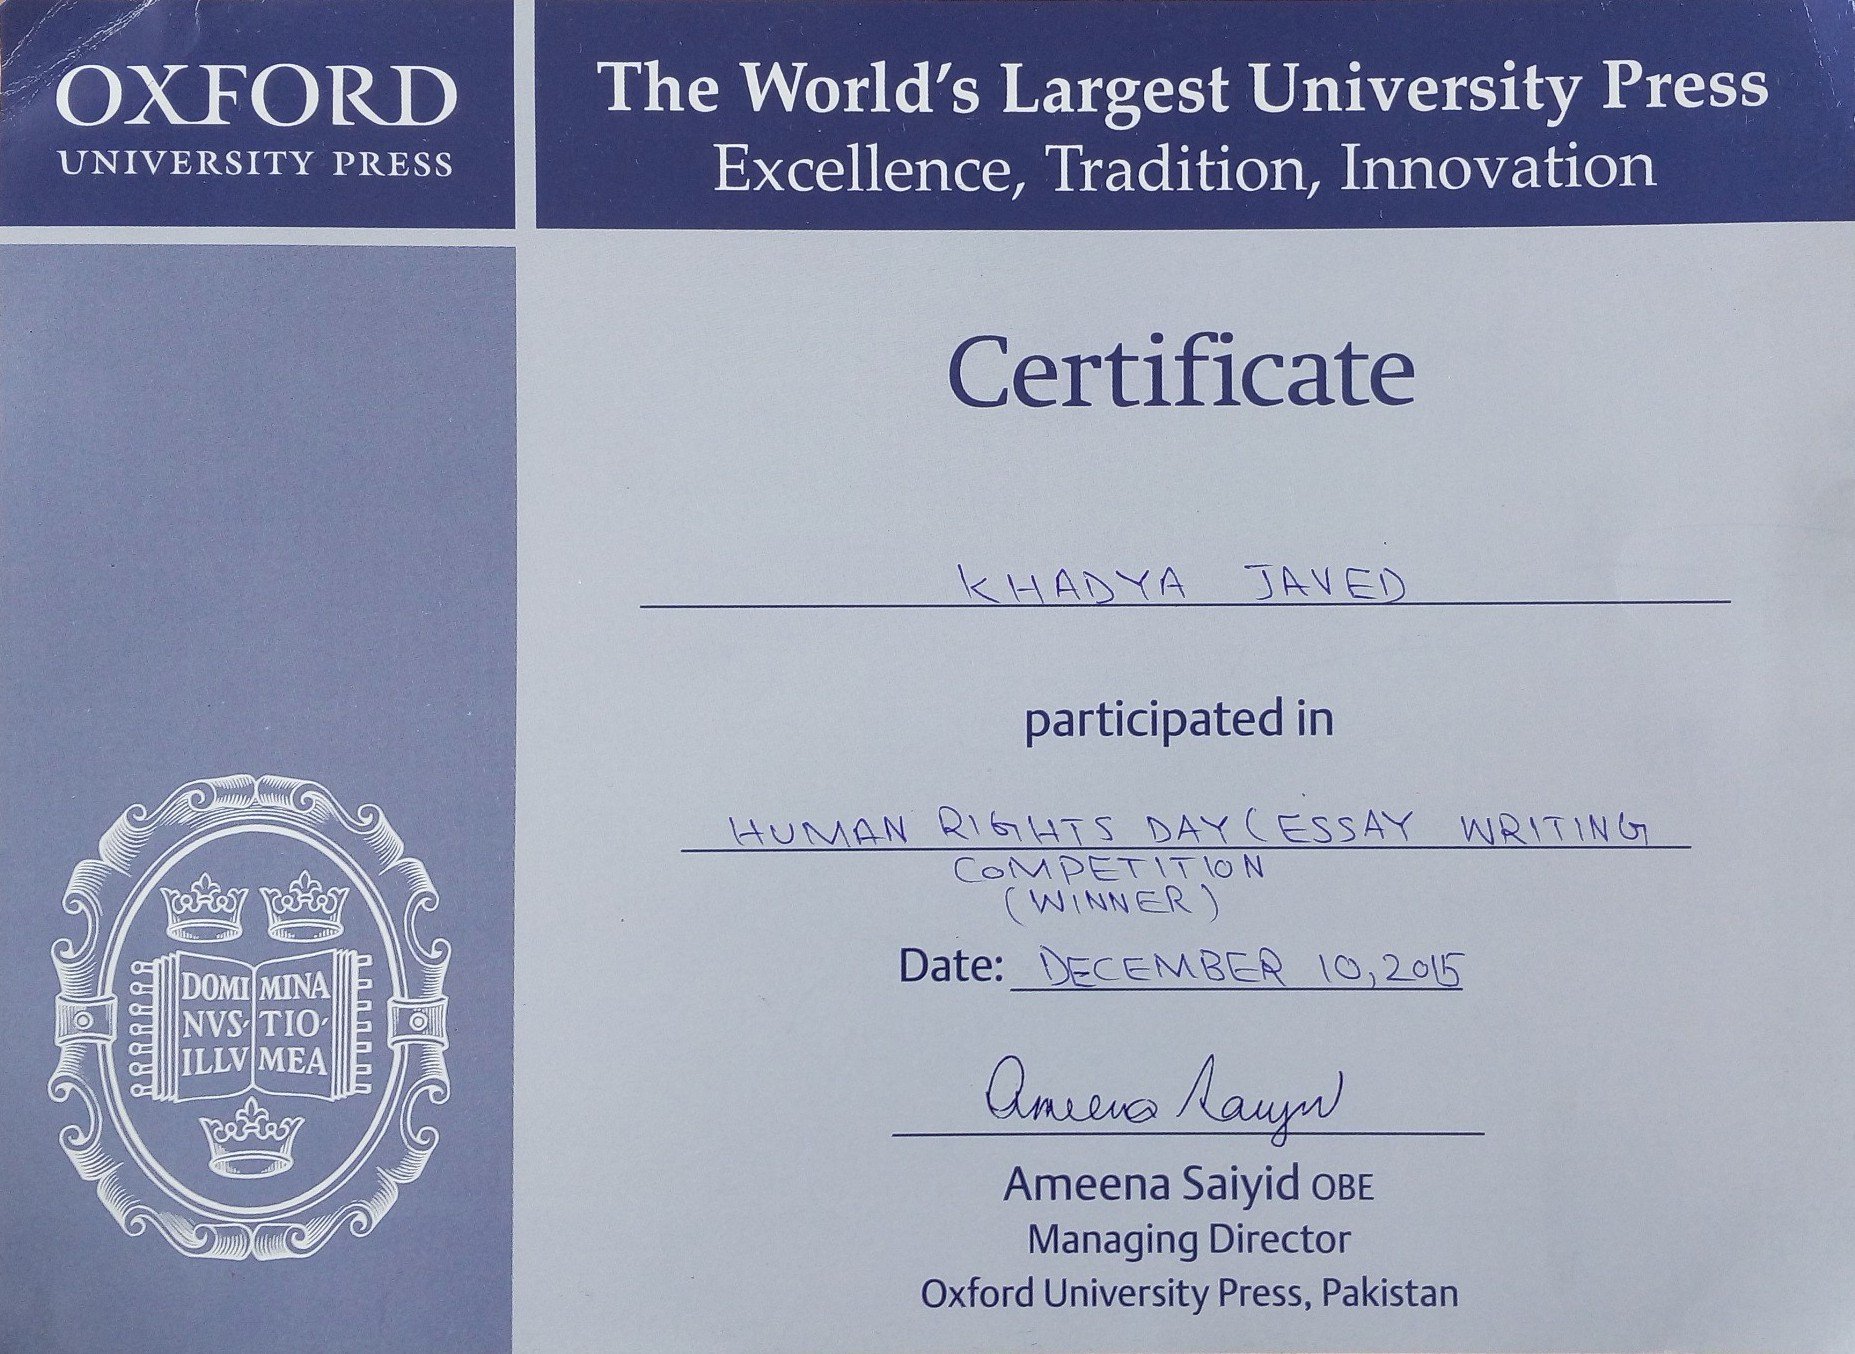 OXFORD
UNIVERSITY PRESS
The World's Largest University Press
Excellence, Tradition, Innovation
Certificate
KHADYA JAVED
participated in
HUMAN RIGHTS DAY (ESSAY WRITING
COMPETITION
(WINNER)
Date: DECEMBER 10, 2015
Ameena Saiyid
Ameena Saiyid OBE
Managing Director
Oxford University Press, Pakistan
DOMI MINA
NVS TIO
ILLV MEA